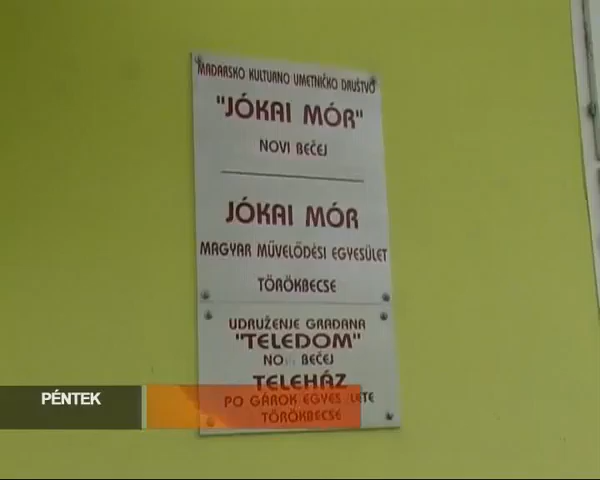 MAĐARSKO KULTURNO UMETNIČKO DRUŠTVO
"JÓKAI MÓR"
NOVI BEČEJ
JÓKAI MÓR
MAGYAR MŰVELŐDÉSI EGYESÜLET
TÖRÖKBECSE
UDRUŽENJE GRAĐANA
"TELEDOM"
BEČEJ
TELEHÁZ
TÖRÖKBECSE
PÉNTEK